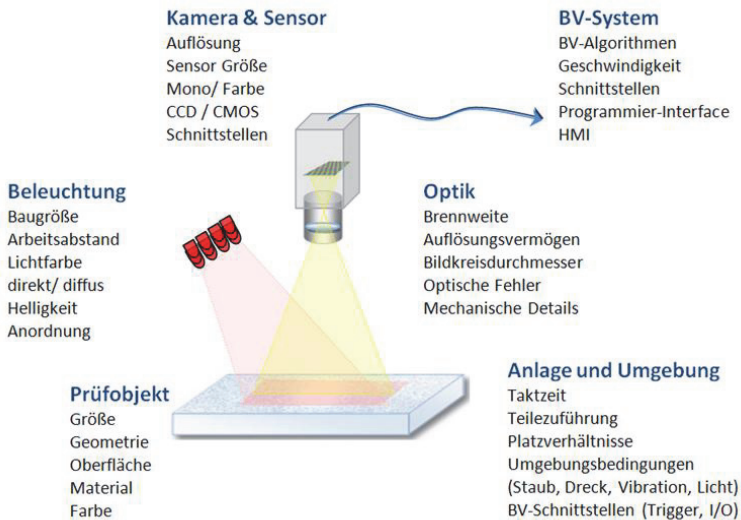 Kamera & Sensor
Auflösung
Sensor Größe
Mono/ Farbe
CCD / CMOS
Schnittstellen
BV-System
BV-Algorithmen
Geschwindigkeit
Schnittstellen
Programmier-Interface
HMI
Beleuchtung
Baugröße
Arbeitsabstand
Lichtfarbe
direkt/ diffus
Helligkeit
Anordnung
Optik
Brennweite
Auflösungsvermögen
Bildkreisdurchmesser
Optische Fehler
Mechanische Details
Prüfobjekt
Größe
Geometrie
Oberfläche
Material
Farbe
Anlage und Umgebung
Taktzeit
Teilezuführung
Platzverhältnisse
Umgebungsbedingungen
(Staub, Dreck, Vibration, Licht)
BV-Schnittstellen (Trigger, I/O)